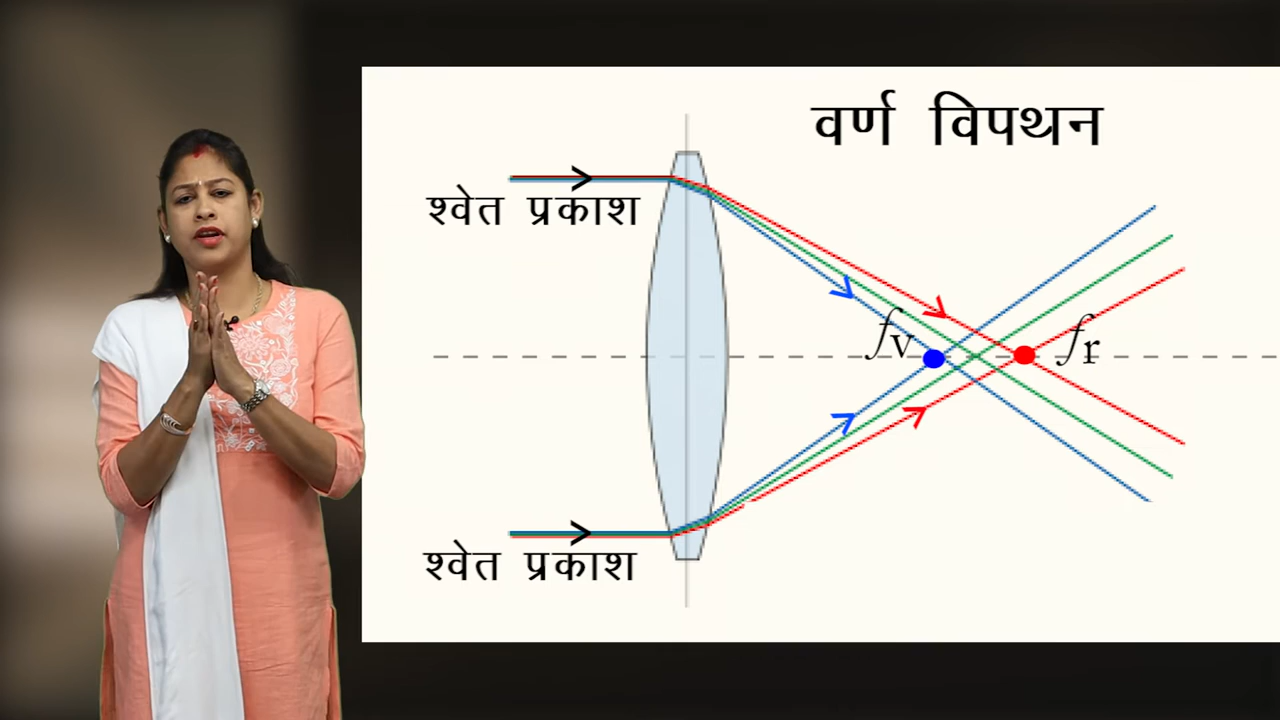 वर्ण विपथन
श्वेत प्रकाश
fv
fr
श्वेत प्रकाश